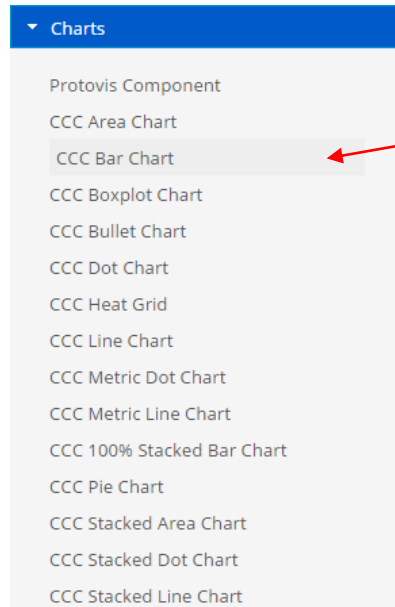 Charts
Protovis Component
CCC Area Chart
CCC Bar Chart
CCC Boxplot Chart
CCC Bullet Chart
CCC Dot Chart
CCC Heat Grid
CCC Line Chart
CCC Metric Dot Chart
CCC Metric Line Chart
CCC 100% Stacked Bar Chart
CCC Pie Chart
CCC Stacked Area Chart
CCC Stacked Dot Chart
CCC Stacked Line Chart